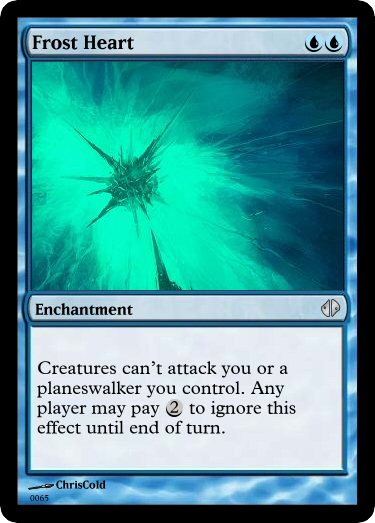 Frost Heart
Enchantment
Creatures can't attack you or a
planeswalker you control. Any
player may pay 2 to ignore this
effect until end of turn.
ChrisCold
0065